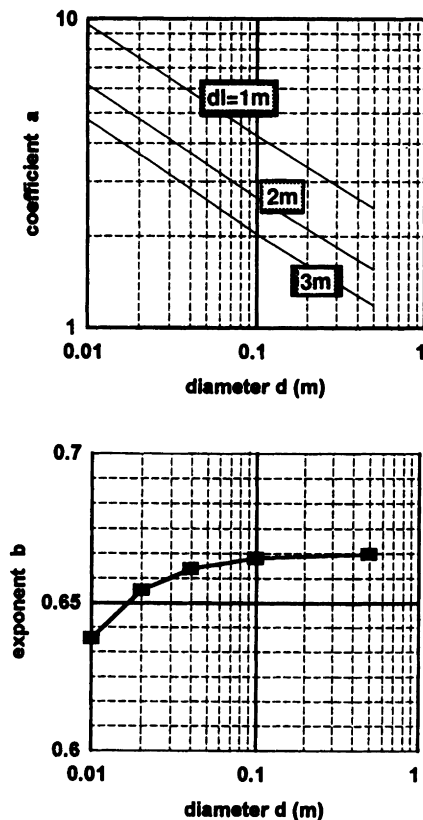 10
coefficient a
dl=1m
2m
3m
1
0.01
0.1
1
diameter d (m)
0.7
exponent b
0.65
0.6
0.01
0.1
1
diameter d (m)